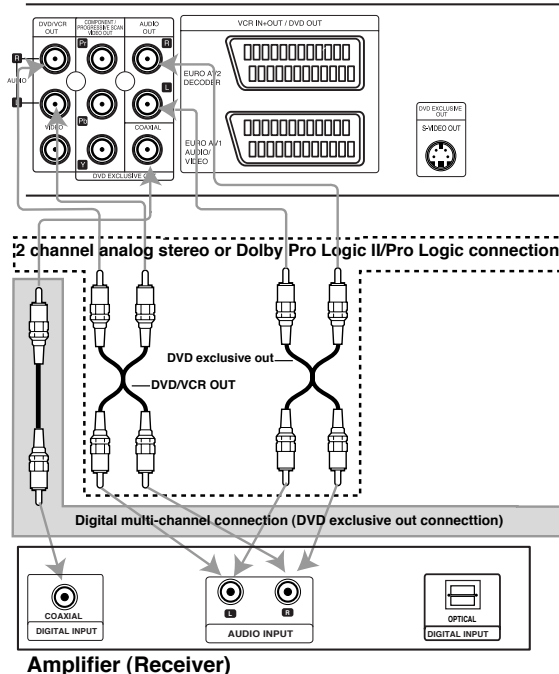 DVD/VCR
OUT
COMPONENT /
PROGRESSIVE SCAN
VIDEO OUT
AUDIO
OUT
VCR IN+OUT / DVD OUT
R
Pr
R
AUDIO
EURO AV2
DECODER
L
DVD EXCLUSIVE
OUT
VIDEO
Pb
COAXIAL
S-VIDEO OUT
EURO AV1
AUDIO/
VIDEO
Y
DVD EXCLUSIVE OUT
2 channel analog stereo or Dolby Pro Logic II/Pro Logic connection
DVD exclusive out
DVD/VCR OUT
Digital multi-channel connection (DVD exclusive out connecttion)
COAXIAL
DIGITAL INPUT
L
R
AUDIO INPUT
OPTICAL
DIGITAL INPUT
Amplifier (Receiver)